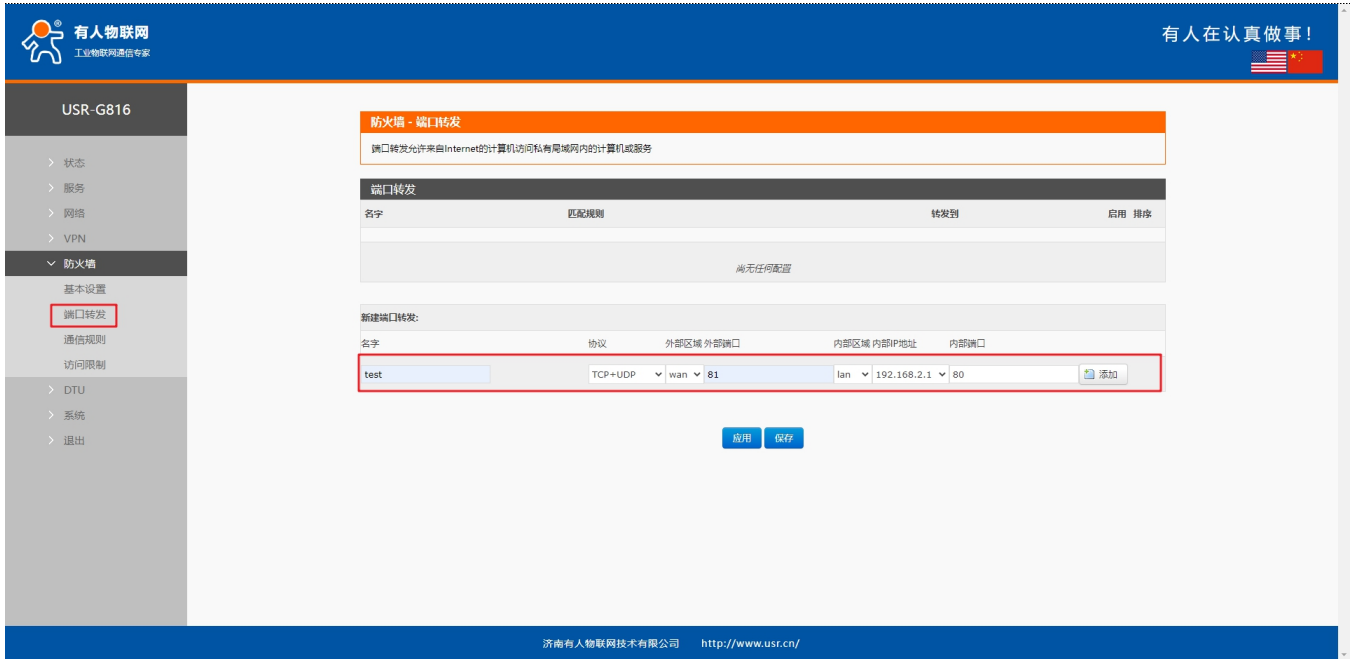 有人物联网
工业物联网通信专家
有人在认真做事！
USR-G816
状态
服务
网络
VPN
防火墙
基本设置
端口转发
通信规则
访问限制
DTU
系统
退出
防火墙 - 端口转发
端口转发允许来自Internet的计算机访问私有局域网内的计算机或服务
端口转发
名字 匹配规则 转发到 启用 排序
尚无任何配置
新建端口转发:
名字 协议 外部区域 外部端口 内部区域 内部IP地址 内部端口
test TCP+UDP wan 81 lan 192.168.2.1 80 添加
应用 保存
济南有人物联网技术有限公司 http://www.usr.cn/